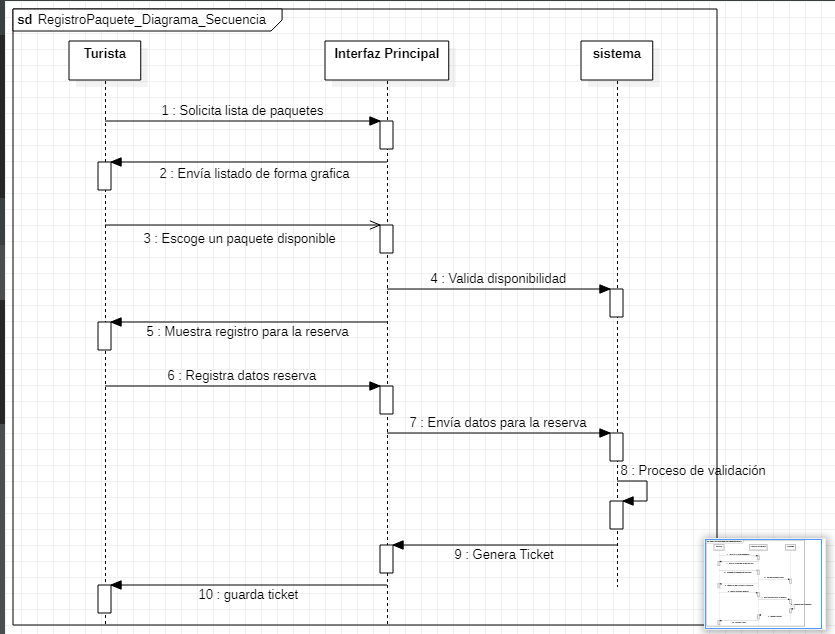 sd RegistroPaquete_Diagrama_Secuencia
Turista
Interfaz Principal
sistema
1 : Solicita lista de paquetes
2 : Envía listado de forma grafica
3 : Escoge un paquete disponible
4 : Valida disponibilidad
5 : Muestra registro para la reserva
6 : Registra datos reserva
7 : Envía datos para la reserva
8 : Proceso de validación
9 : Genera Ticket
10 : guarda ticket